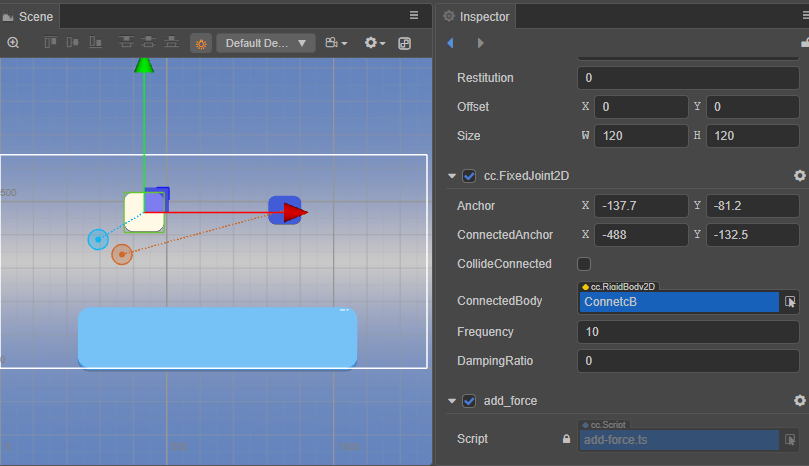 Scene
Inspector
Default De...
Restitution
0
Offset
X
0
Y
0
Size
W
120
H
120
cc.FixedJoint2D
Anchor
X
-137.7
Y
-81.2
ConnectedAnchor
X
-488
Y
-132.5
CollideConnected
cc.RigidBody2D
ConnectedBody
ConnetcB
Frequency
10
DampingRatio
0
add_force
cc.Script
Script
add-force.ts
500
0